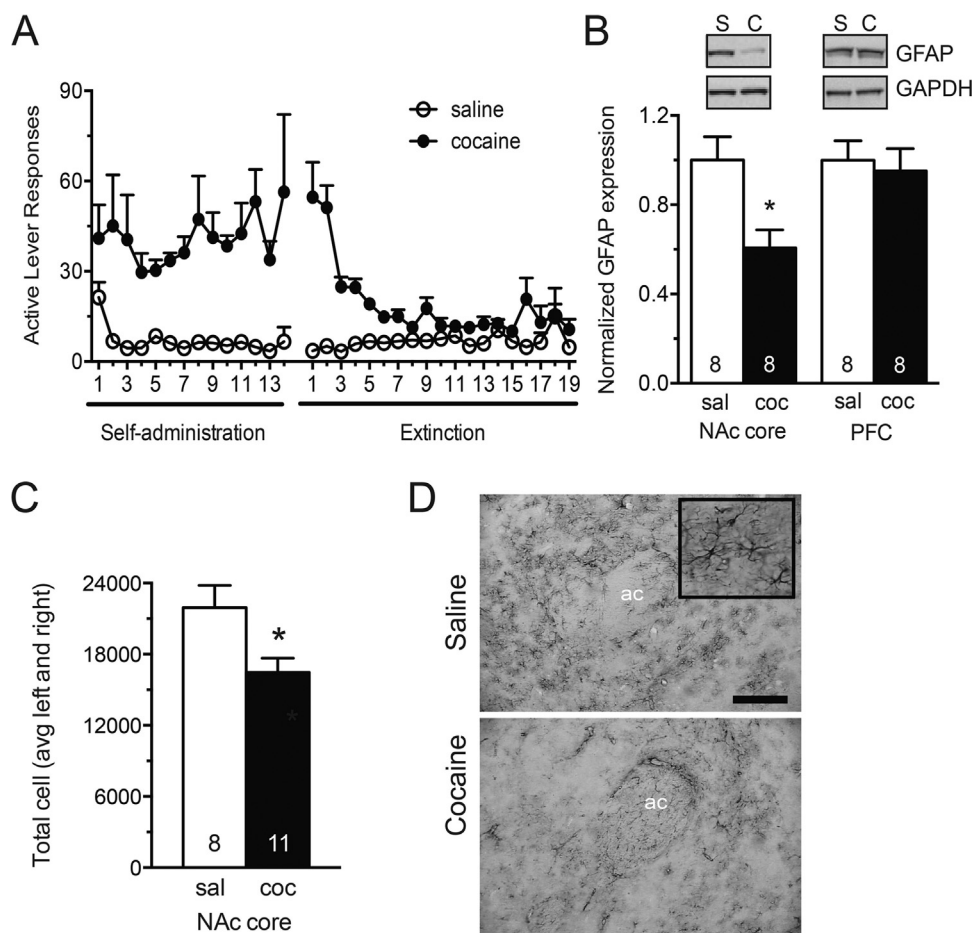 A
Active Lever Responses
90
60
30
0
saline
cocaine
1 3 5 7 9 11 13
1 3 5 7 9 11 13 15 17 19
Self-administration
Extinction
B
S C
S C
GFAP
GAPDH
Normalized GFAP expression
1.2
0.9
0.4
0.0
*
8 8 8 8
sal coc sal coc
NAc core
PFC
C
Total cell (avg left and right)
24000
18000
12000
6000
0
*
*
8 11
sal coc
NAc core
D
Saline
ac
Cocaine
ac